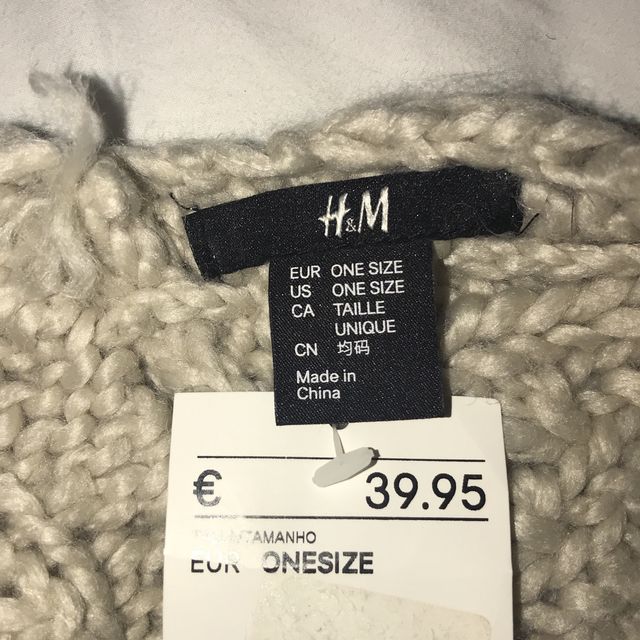 H&M
EUR ONE SIZE
US ONE SIZE
CA TAILLE
UNIQUE
CN 均码
Made in
China
€ 39.95
TAMANHO
EUR ONESIZE